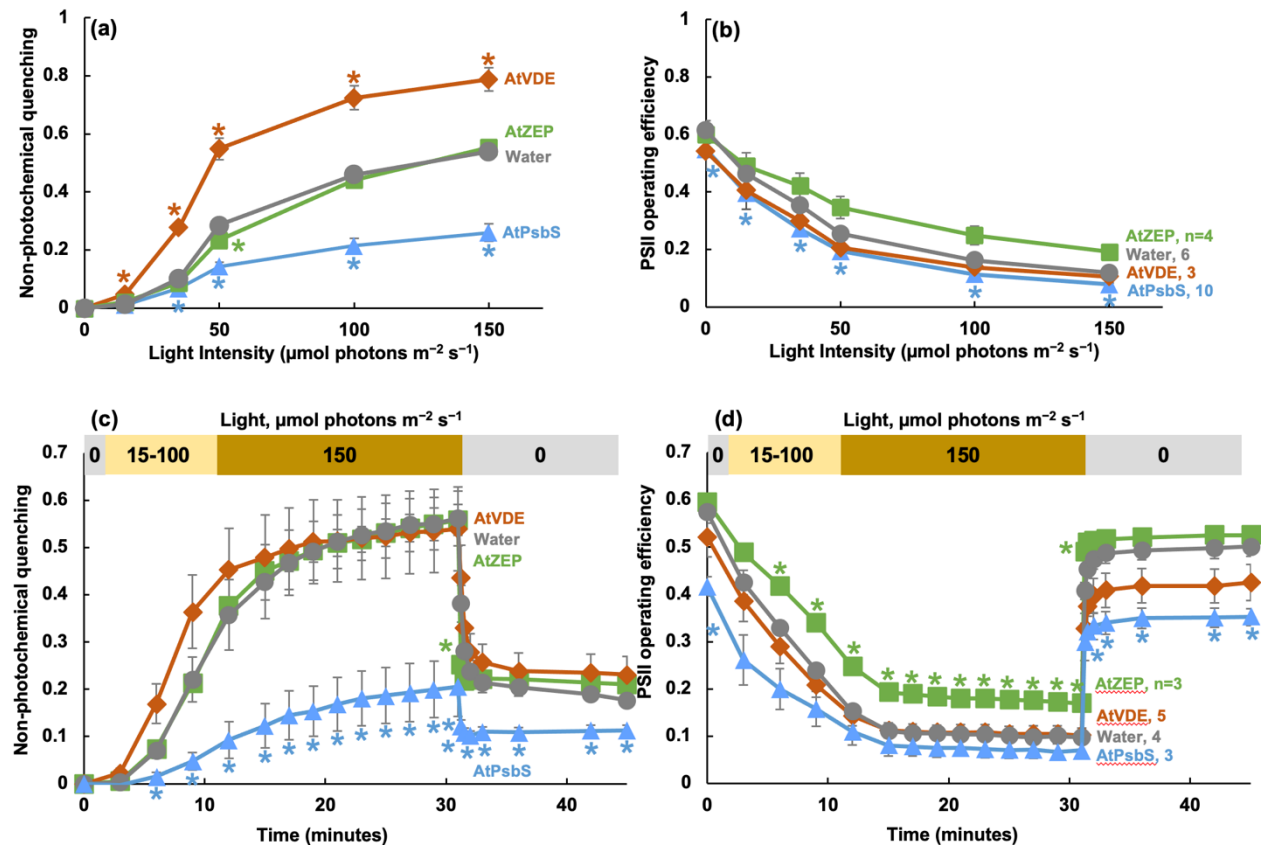 (a)
Non-photochemical quenching
1
0.8
0.6
0.4
0.2
0
* * * * * *
AtVDE
AtZEP
Water
*
AtPsbS
* * * *
0 50 100 150
Light Intensity (μmol photons m⁻² s⁻¹)
(b)
PSII operating efficiency
1
0.8
0.6
0.4
0.2
0
AtZEP, n=4
Water, 6
AtVDE, 3
AtPsbS, 10
* * * * * *
0 50 100 150
Light Intensity (μmol photons m⁻² s⁻¹)
(c)
Light, μmol photons m⁻² s⁻¹
0 15-100 150 0
Non-photochemical quenching
0.7
0.6
0.5
0.4
0.3
0.2
0.1
0
AtVDE
Water
AtZEP
*
AtPsbS
0 10 20 30 40
Time (minutes)
(d)
Light, μmol photons m⁻² s⁻¹
0 15-100 150 0
PSII operating efficiency
0.7
0.6
0.5
0.4
0.3
0.2
0.1
0
AtZEP, n=3
AtVDE, 5
Water, 4
AtPsbS, 3
0 10 20 30 40
Time (minutes)